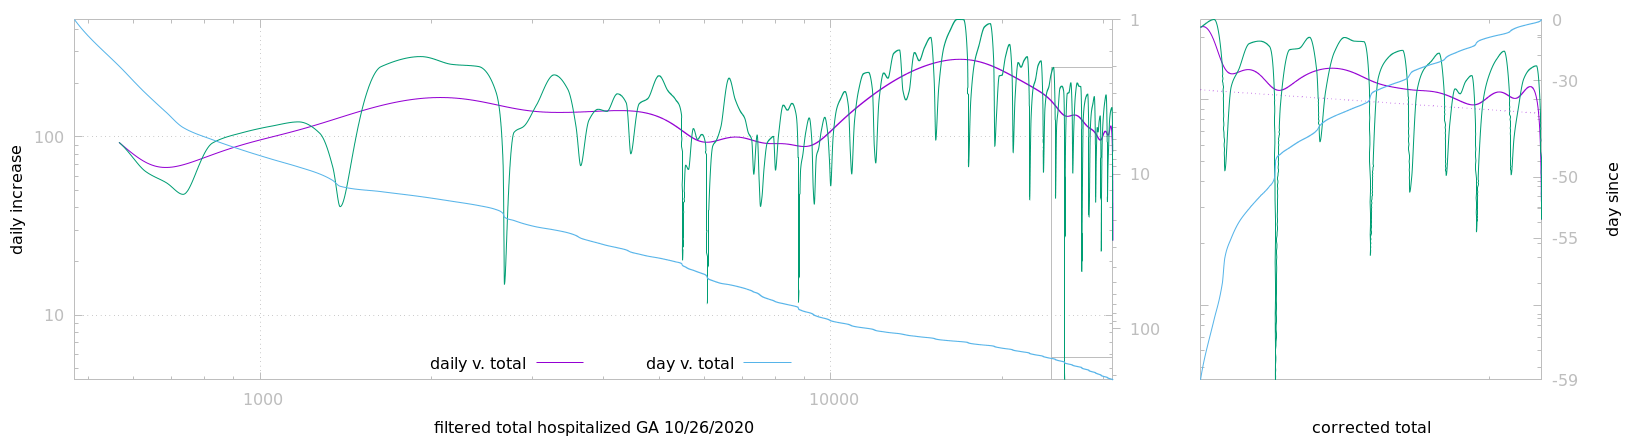 1
0
-30
100
daily increase
10
-50
day since
-55
10
100
daily v. total
day v. total
-59
1000
10000
filtered total hospitalized GA 10/26/2020
corrected total